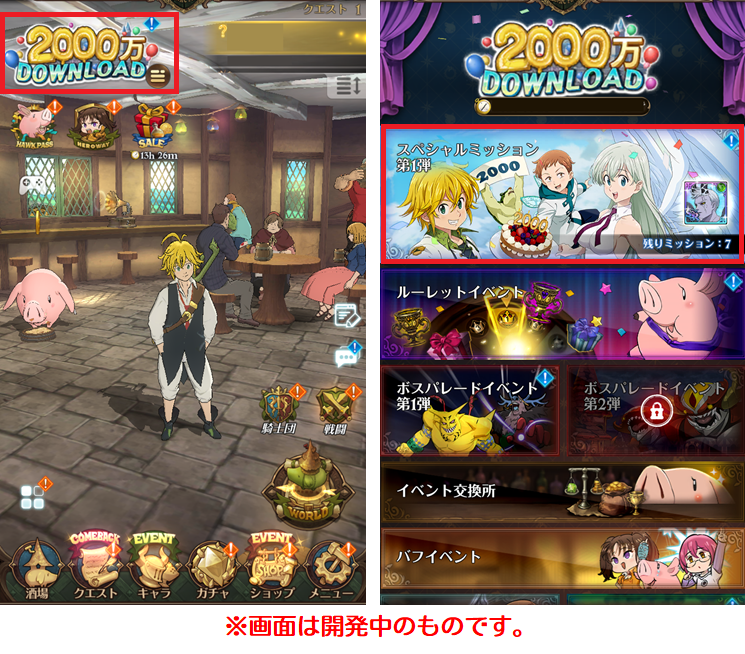 クエスト 1
2000万
DOWNLOAD
?
HAWK PASS
HERO WAY
SALE
13h 26m
騎士団
戦闘
WORLD
COMEBACK
EVENT
EVENT
SHOP
酒場
クエスト
キャラ
ガチャ
ショップ
メニュー
2000万
DOWNLOAD
スペシャルミッション
第1弾
2000
2000
残りミッション:7
ルーレットイベント
ボスパレードイベント
第1弾
ボスパレードイベント
第2弾
イベント交換所
バフイベント
※画面は開発中のものです。